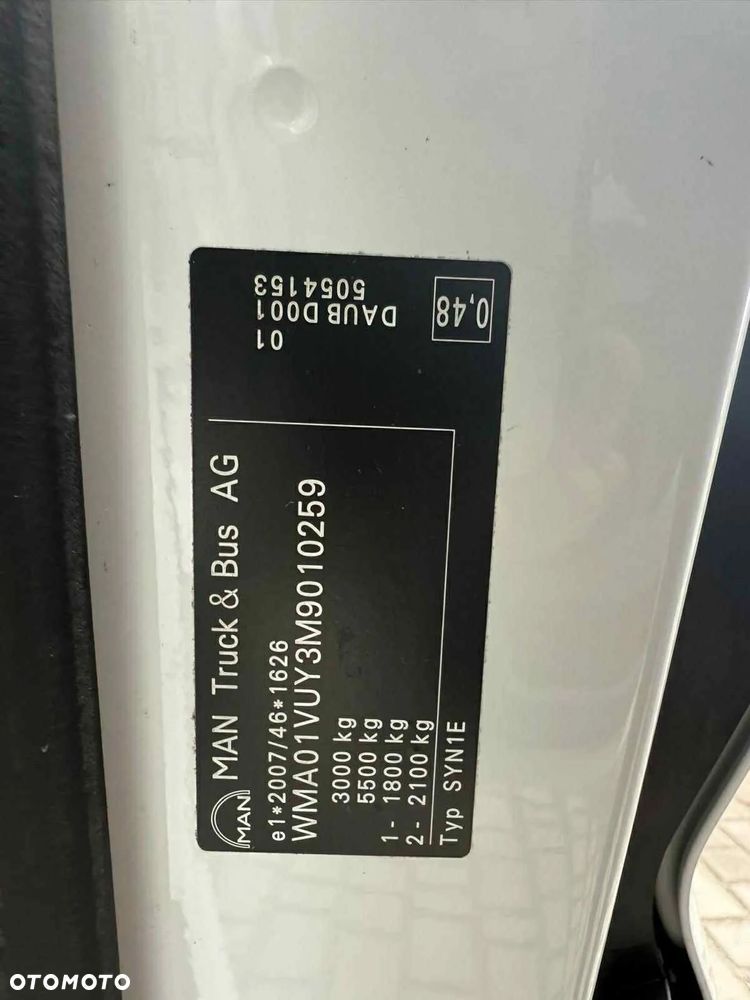 MAN
MAN Truck & Bus AG
e1*2007/46*1626
WMA01VUY3M9010259
3000 kg
5500 kg
1- 1800 kg
2- 2100 kg
Typ SYN1E
01
DAUB D001
5054153
0,48
OTOMOTO